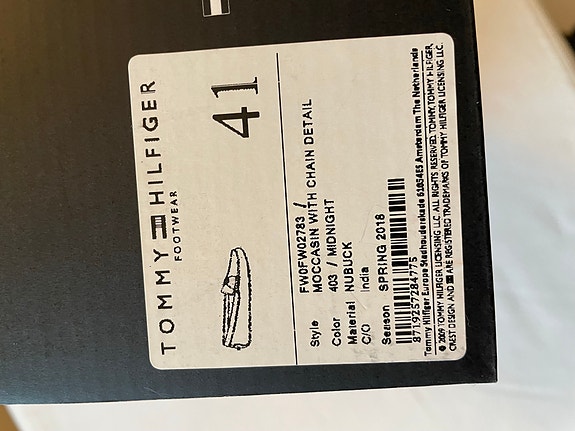 TOMMY HILFIGER
FOOTWEAR
41
Style FW0FW02783 /
MOCCASIN WITH CHAIN DETAIL
Color 403 / MIDNIGHT
Material NUBUCK
C/O India
Season SPRING 2018
8719257284775
Tommy Hilfiger Europe Stadhouderskade 6 1054ES Amsterdam The Netherlands
© 2009 TOMMY HILFIGER LICENSING LLC. ALL RIGHTS RESERVED. TOMMY, TOMMY HILFIGER,
CREST DESIGN AND ARE REGISTERED TRADEMARKS OF TOMMY HILFIGER LICENSING LLC.